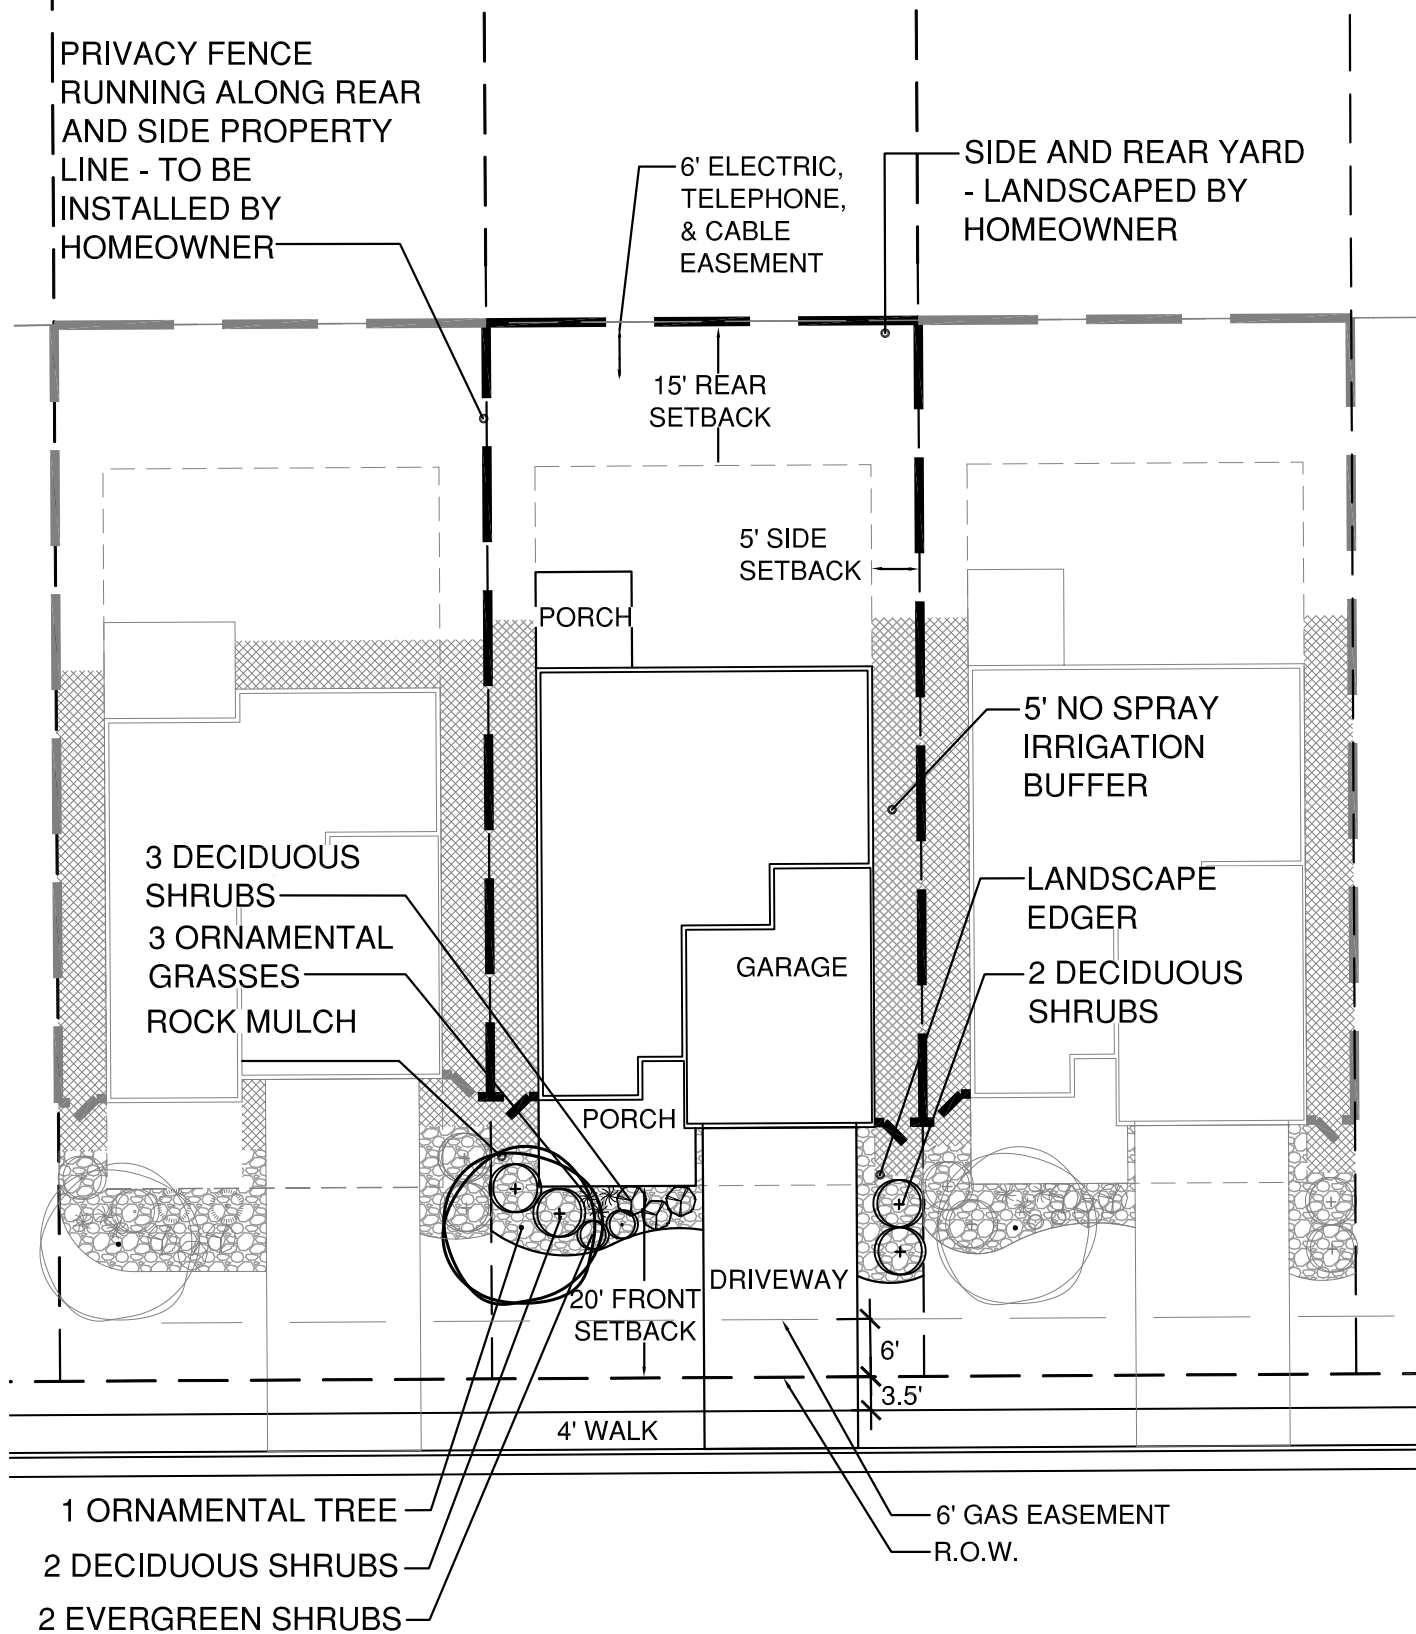 PRIVACY FENCE
RUNNING ALONG REAR
AND SIDE PROPERTY
LINE - TO BE
INSTALLED BY
HOMEOWNER
6' ELECTRIC,
TELEPHONE,
& CABLE
EASEMENT
SIDE AND REAR YARD
- LANDSCAPED BY
HOMEOWNER
15' REAR
SETBACK
5' SIDE
SETBACK
PORCH
5' NO SPRAY
IRRIGATION
BUFFER
3 DECIDUOUS
SHRUBS
3 ORNAMENTAL
GRASSES
ROCK MULCH
GARAGE
LANDSCAPE
EDGER
2 DECIDUOUS
SHRUBS
PORCH
DRIVEWAY
20' FRONT
SETBACK
6'
3.5'
4' WALK
1 ORNAMENTAL TREE
2 DECIDUOUS SHRUBS
2 EVERGREEN SHRUBS
6' GAS EASEMENT
R.O.W.